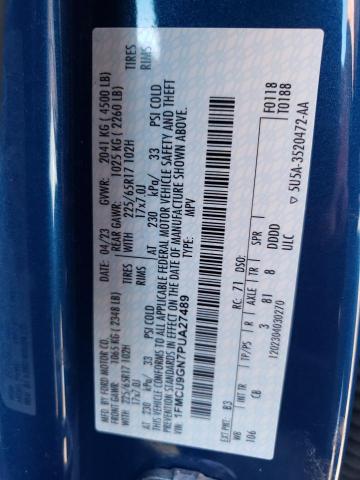 MFD. BY FORD MOTOR CO.
DATE: 04/23 GVWR: 2041 KG ( 4500 LB)
FRONT GAWR: 1065 KG ( 2348 LB) REAR GAWR: 1025 KG ( 2260 LB)
WITH 225/65R17 102H TIRES WITH 225/65R17 102H TIRES
17x7.0J RIMS 17x7.0J RIMS
AT 230 kPa/ 33 PSI COLD AT 230 kPa/ 33 PSI COLD
THIS VEHICLE CONFORMS TO ALL APPLICABLE FEDERAL MOTOR VEHICLE SAFETY AND THEFT
PREVENTION STANDARDS IN EFFECT ON THE DATE OF MANUFACTURE SHOWN ABOVE.
VIN: 1FMCU9GN7PUA27489
TYPE: MPV
F0118
T0188
EXT PNT: B3 RC: 71 DSO:
WB TP/PS R AXLE TR SPR
106 CB 3 81 8 DDDD
ULC
1202304030270
5U5A-3520472-AA